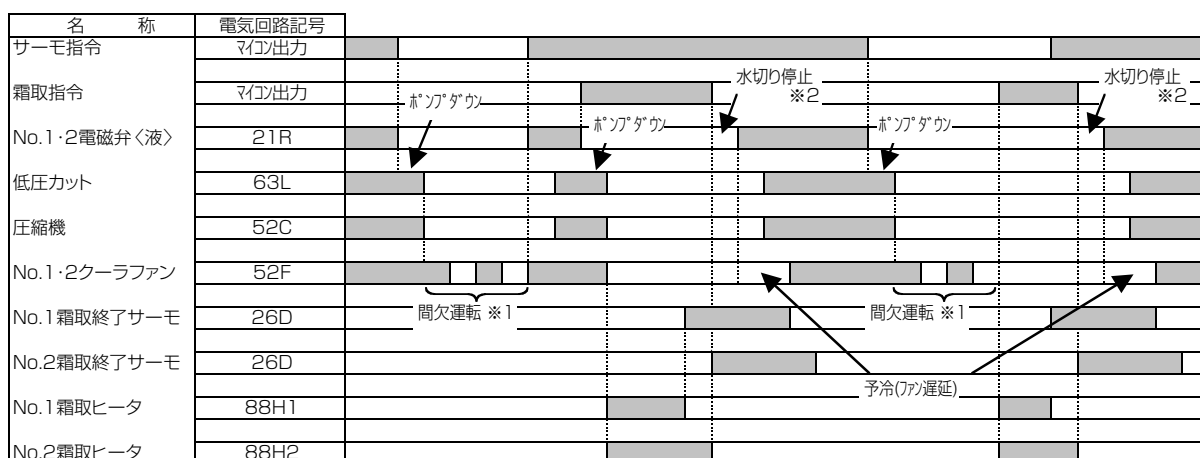 名 称 電気回路記号
サーモ指令 マイコン出力
水切り停止 ※2
水切り停止 ※2
霜取指令 マイコン出力
ポンプダウン
ポンプダウン
ポンプダウン
No.1·2電磁弁〈液〉 21R
低圧カット 63L
圧縮機 52C
No.1·2クーラファン 52F
間欠運転 ※1
間欠運転 ※1
No.1霜取終了サーモ 26D
No.2霜取終了サーモ 26D
予冷(ファン遅延)
No.1霜取ヒータ 88H1
No.2霜取ヒータ 88H2